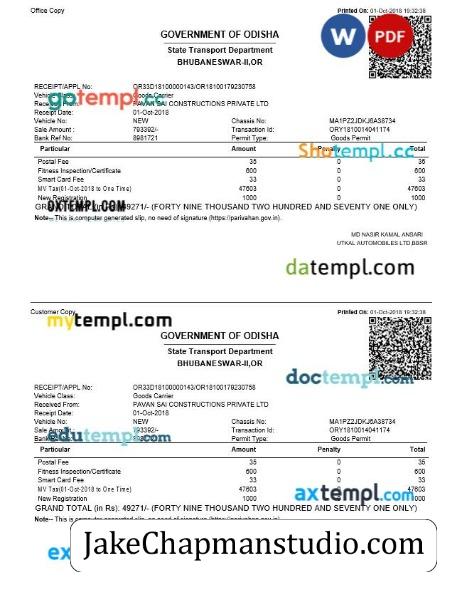 Office Copy Printed On: 01-Oct-2018 19:32:38
W PDF
GOVERNMENT OF ODISHA
State Transport Department
BHUBANESWAR-II,OR
RECEIPT/APPL No: OR33D18100000143/OR18100179230758
Vehicle Class: Goods Carrier
gotempl.com
Received From: PAVAN SAI CONSTRUCTIONS PRIVATE LTD
Receipt Date: 01-Oct-2018
Vehicle No: NEW Chassis No: MA1PZ2JDKJ6A38734
Sale Amount : 793392/- Transaction Id: ORY1810014041174
Bank Ref No: 8981721 Permit Type: Goods Permit
Particular Amount Penalty Total
Shotempl.cc
Postal Fee 35 0 35
Fitness Inspection/Certificate 600 0 600
Smart Card Fee 33 0 33
MV Tax(01-Oct-2018 to One Time) 47603 0 47603
New Registration 1000 0 1000
OXTEMPL.COM
GRAND TOTAL (in Rs): 49271/- (FORTY NINE THOUSAND TWO HUNDRED AND SEVENTY ONE ONLY)
Note-- This is computer generated slip, no need of signature (https://parivahan.gov.in).
MD NASIR KAMAL ANSARI
UTKAL AUTOMOBILES LTD,BBSR
datempl.com
Customer Copy Printed On: 01-Oct-2018 19:32:38
mytempl.com
GOVERNMENT OF ODISHA
State Transport Department
BHUBANESWAR-II,OR
doctempl.com
RECEIPT/APPL No: OR33D18100000143/OR18100179230758
Vehicle Class: Goods Carrier
Received From: PAVAN SAI CONSTRUCTIONS PRIVATE LTD
Receipt Date: 01-Oct-2018
Vehicle No: NEW Chassis No: MA1PZ2JDKJ6A38734
Sale Amount : 793392/- Transaction Id: ORY1810014041174
edutempl.com
Bank Ref No: 8981721 Permit Type: Goods Permit
Particular Amount Penalty Total
Postal Fee 35 0 35
Fitness Inspection/Certificate 600 0 600
Smart Card Fee 33 0 33
MV Tax(01-Oct-2018 to One Time) 47603 0 47603
axtempl.com
New Registration 1000 0 1000
GRAND TOTAL (in Rs): 49271/- (FORTY NINE THOUSAND TWO HUNDRED AND SEVENTY ONE ONLY)
Note-- This is computer generated slip, no need of signature (https://parivahan.gov.in).
ex
JakeChapmanstudio.com